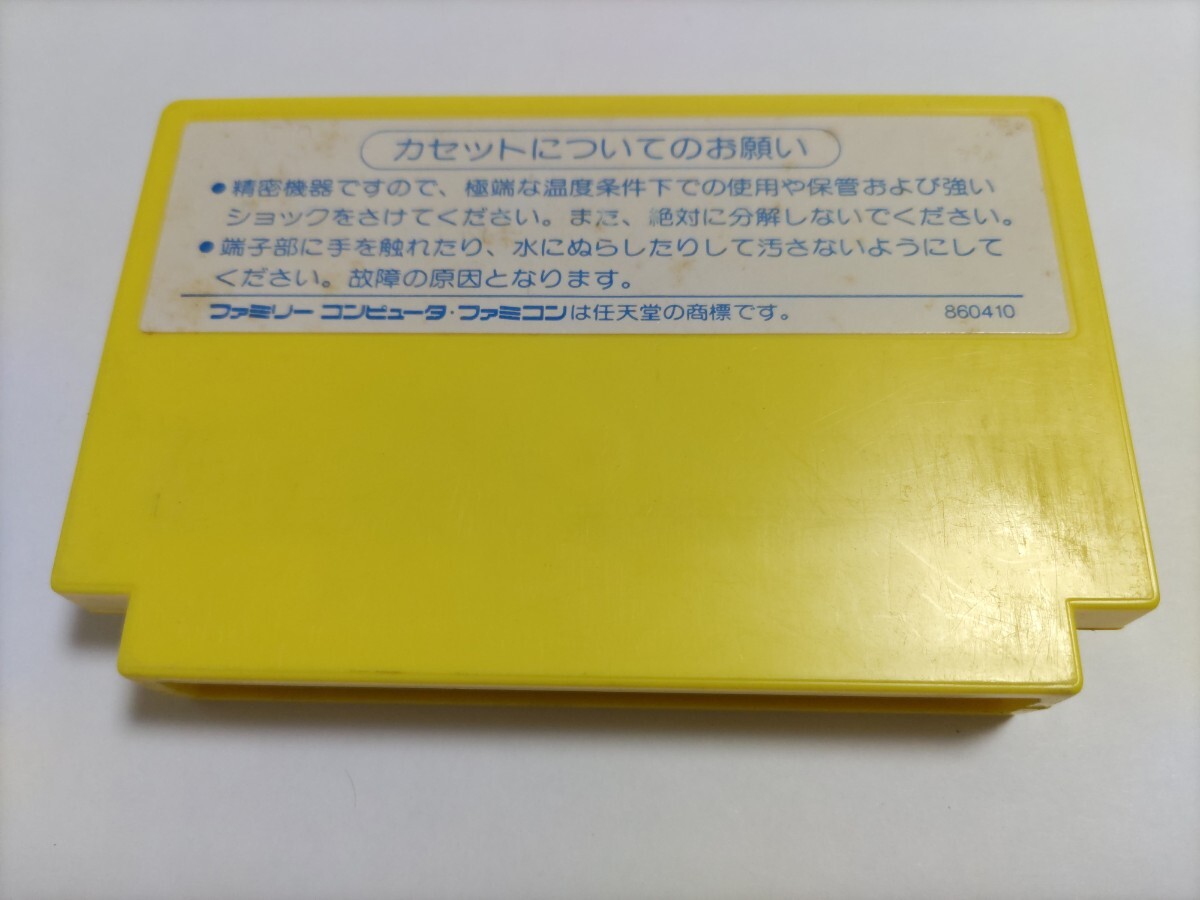 カセットについてのお願い
●精密機器ですので、極端な温度条件下での使用や保管および強い
ショックをさけてください。また、絶対に分解しないでください。
●端子部に手を触れたり、水にぬらしたりして汚さないようにして
ください。故障の原因となります。
ファミリー コンピュータ・ファミコンは任天堂の商標です。 860410